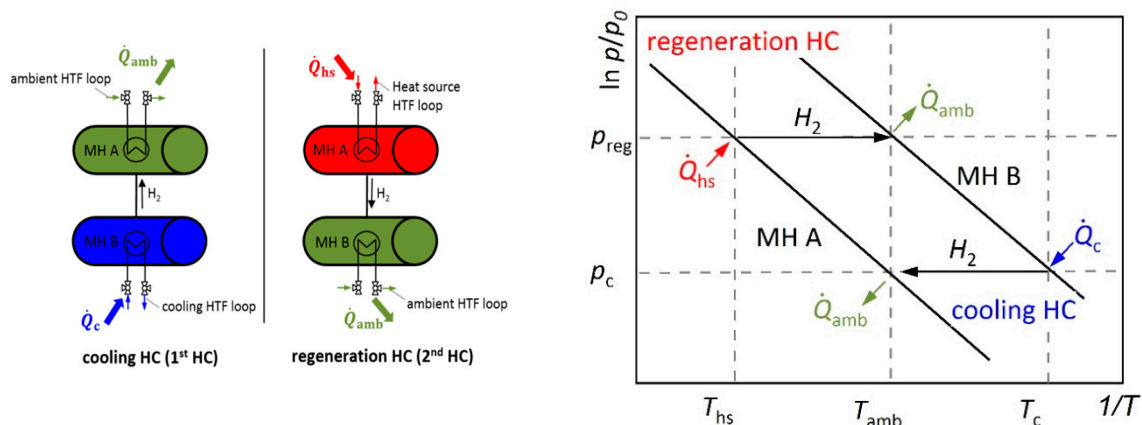 Q̇amb
ambient HTF loop
MH A
H₂
MH B
Q̇c
cooling HTF loop
cooling HC (1st HC)
Q̇hs
Heat source
HTF loop
MH A
H₂
MH B
ambient HTF loop
Q̇amb
regeneration HC (2nd HC)
ln p/p₀
regeneration HC
Q̇amb
H₂
preg
Q̇hs
MH B
MH A
Q̇c
H₂
pc
Q̇amb
cooling HC
Ths
Tamb
Tc
1/T